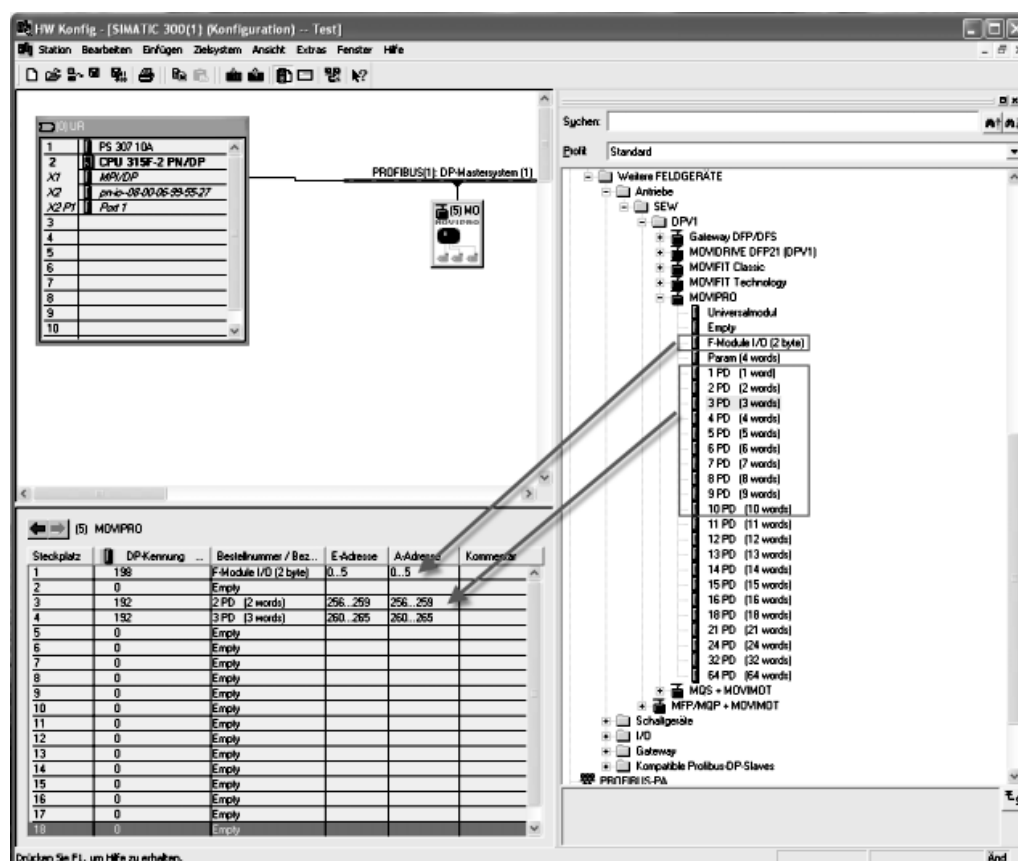 HW Konfig - [SIMATIC 300(1) (Konfiguration) -- Test]
Station Bearbeiten Einfügen Zielsystem Ansicht Extras Fenster Hilfe
(0) UR
1 PS 307 10A
2 CPU 315F-2 PN/DP
X1 MPI/DP
X2 pn-io-08-00-06-99-55-27
X2 P1 Port 1
3
4
5
6
7
8
9
10
PROFIBUS(1): DP-Mastersystem (1)
(5) MO
MOVIPRO
Suchen:
Profil: Standard
Weitere FELDGERÄTE
Antriebe
SEW
DPV1
Gateway DFP/DFS
MOVIDRIVE DFP21 (DPV1)
MOVIFIT Classic
MOVIFIT Technology
MOVIPRO
Universalmodul
Empty
F-Module I/O (2 byte)
Param (4 words)
1 PD (1 word)
2 PD (2 words)
3 PD (3 words)
4 PD (4 words)
5 PD (5 words)
6 PD (6 words)
7 PD (7 words)
8 PD (8 words)
9 PD (9 words)
10 PD (10 words)
11 PD (11 words)
12 PD (12 words)
13 PD (13 words)
14 PD (14 words)
15 PD (15 words)
16 PD (16 words)
18 PD (18 words)
21 PD (21 words)
24 PD (24 words)
32 PD (32 words)
64 PD (64 words)
MQS + MOVIMOT
MFP/MQP + MOVIMOT
Schaltgeräte
I/O
Gateway
Kompatible Profibus-DP-Slaves
PROFIBUS-PA
(5) MOVIPRO
Steckplatz DP-Kennung ... Bestellnummer / Bez... E-Adresse A-Adresse Kommentar
1 198 F-Module I/O (2 byte) 0...5 0...5
2 0 Empty
3 192 2 PD (2 words) 256...259 256...259
4 192 3 PD (3 words) 260...265 260...265
5 0 Empty
6 0 Empty
7 0 Empty
8 0 Empty
9 0 Empty
10 0 Empty
11 0 Empty
12 0 Empty
13 0 Empty
14 0 Empty
15 0 Empty
16 0 Empty
17 0 Empty
18 0 Empty
Drücken Sie F1, um Hilfe zu erhalten.
Änd